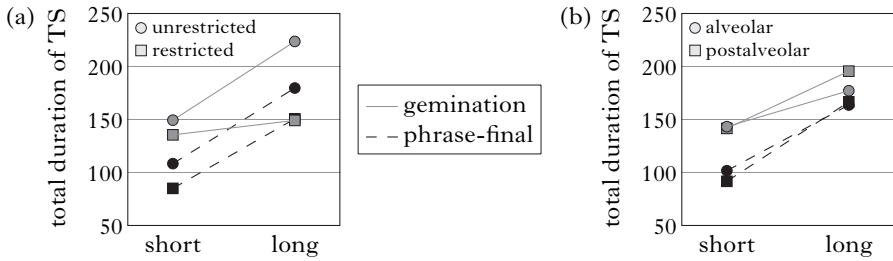 (a)
total duration of TS
250
200
150
100
50
unrestricted
restricted
short long
gemination
phrase-final
(b)
total duration of TS
250
200
150
100
50
alveolar
postalveolar
short long